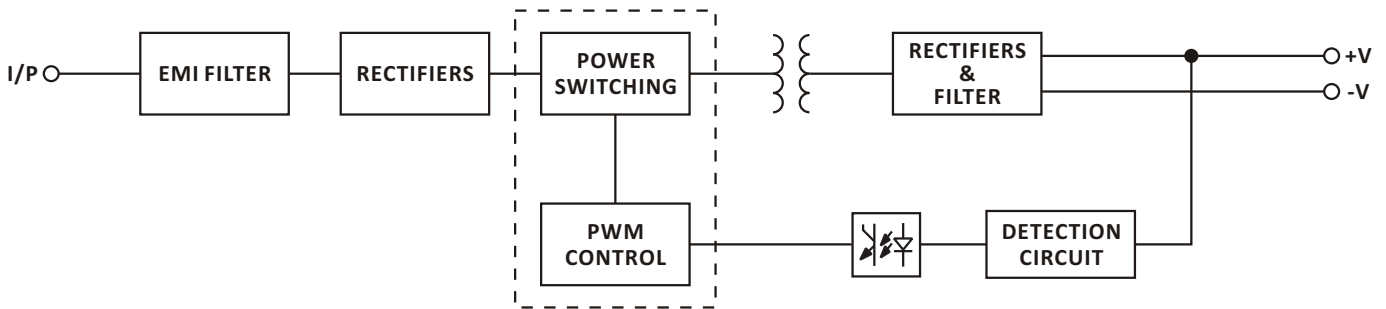 I/P
EMI FILTER
RECTIFIERS
POWER
SWITCHING
RECTIFIERS
&
FILTER
+V
-V
PWM
CONTROL
DETECTION
CIRCUIT